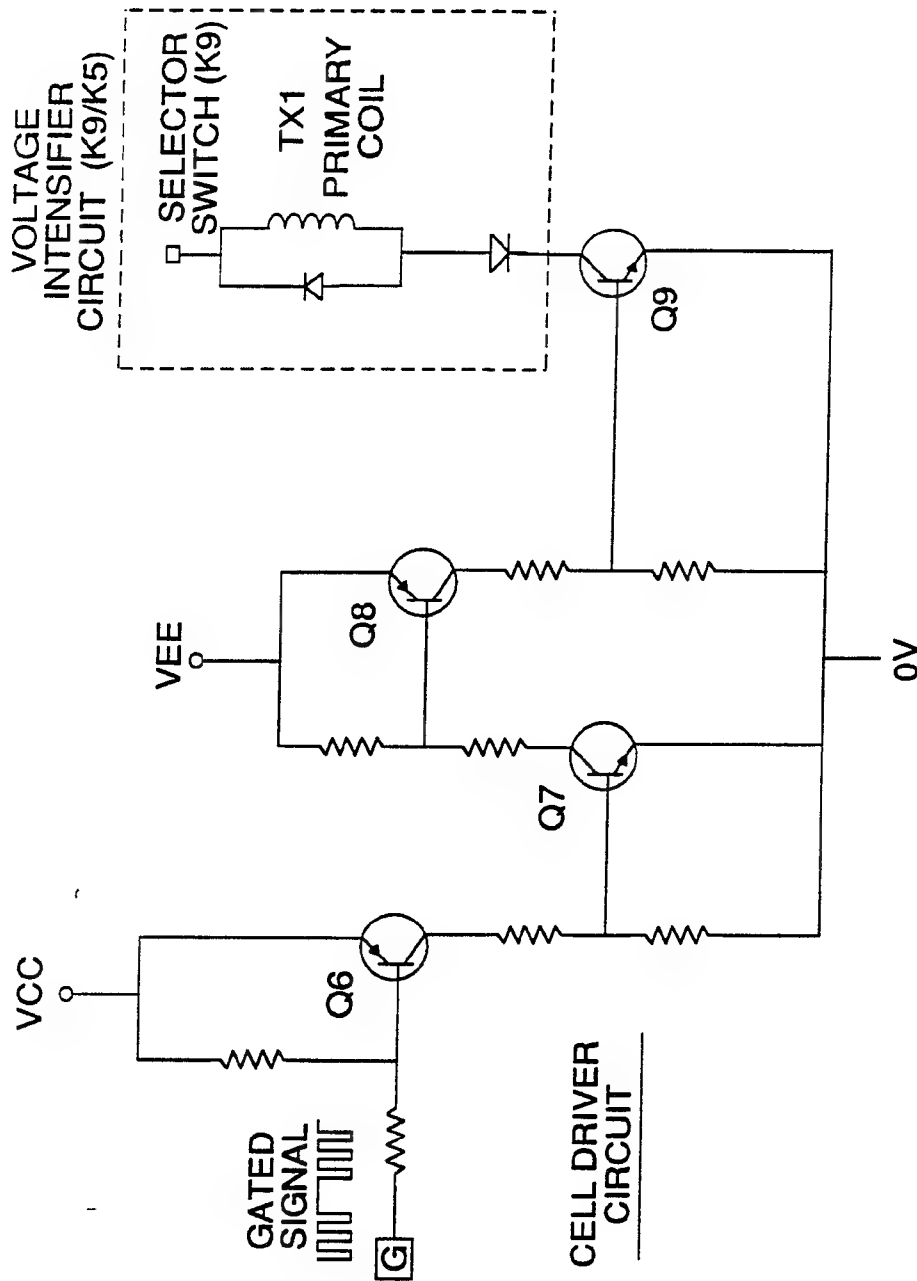 VOLTAGE
INTENSIFIER
CIRCUIT (K9/K5)
SELECTOR
SWITCH (K9)
TX1
PRIMARY
COIL
Q9
VEE
Q8
Q7
0V
VCC
Q6
GATED
SIGNAL
G
CELL DRIVER
CIRCUIT